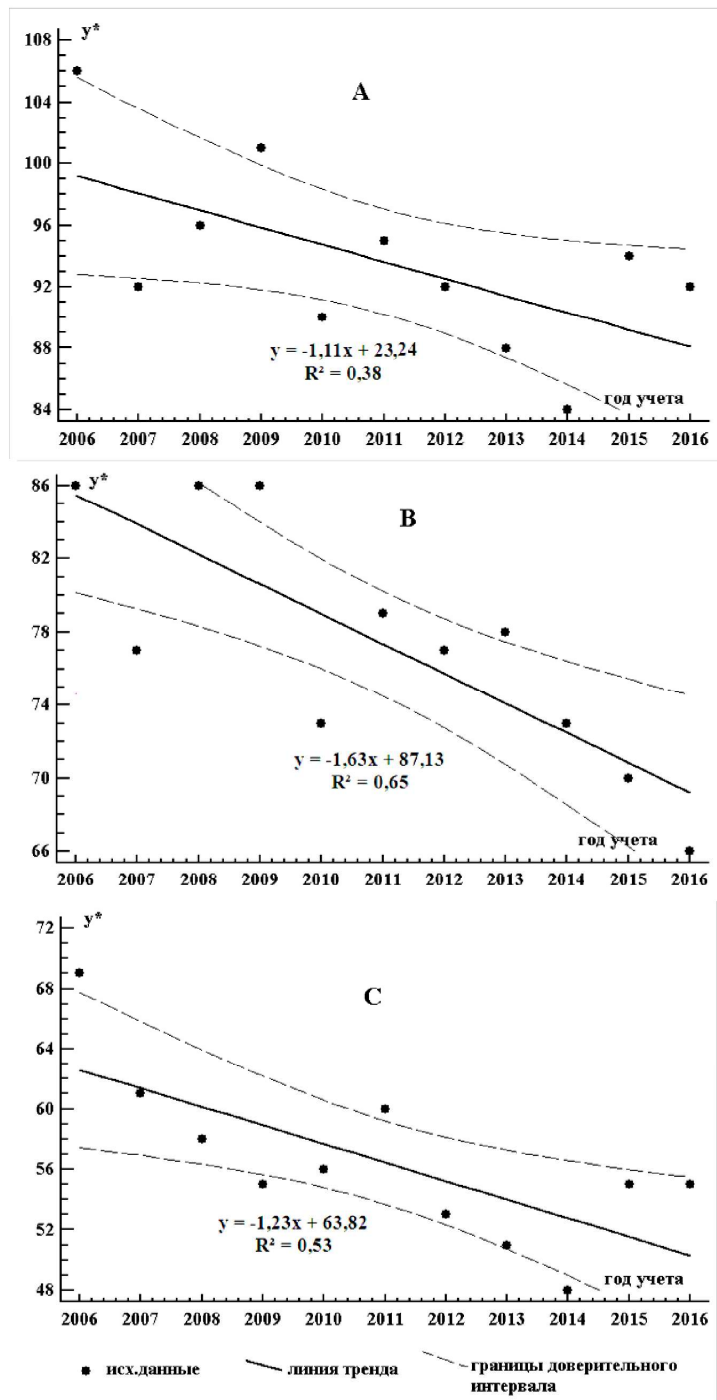 y*
A
108
104
100
96
92
88
84
y = -1,11x + 23,24
R² = 0,38
год учета
2006 2007 2008 2009 2010 2011 2012 2013 2014 2015 2016
y*
B
86
82
78
74
70
66
y = -1,63x + 87,13
R² = 0,65
год учета
2006 2007 2008 2009 2010 2011 2012 2013 2014 2015 2016
y*
C
72
68
64
60
56
52
48
y = -1,23x + 63,82
R² = 0,53
год учета
2006 2007 2008 2009 2010 2011 2012 2013 2014 2015 2016
исх.данные линия тренда границы доверительного
интервала